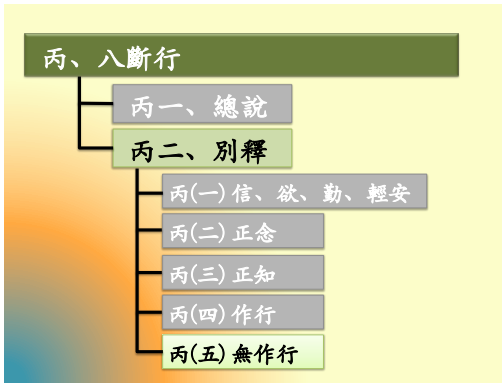 丙、八斷行
丙一、總說
丙二、別釋
丙(一)信、欲、勤、輕安
丙(二)正念
丙(三)正知
丙(四)作行
丙(五)無作行